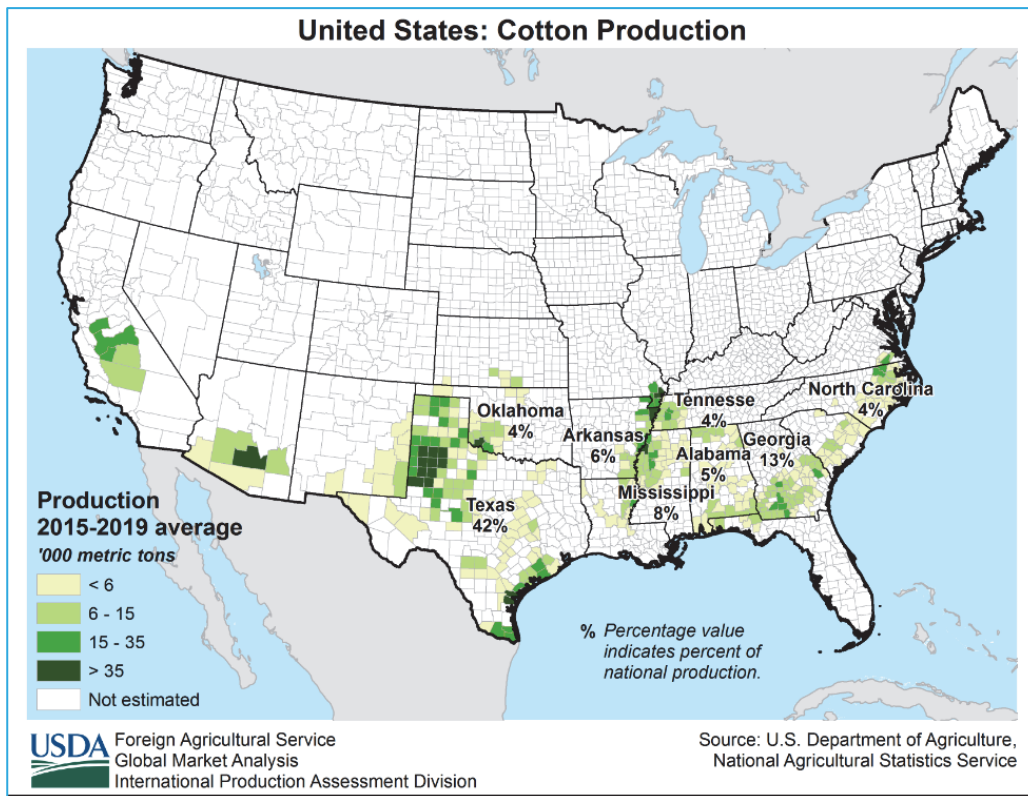 United States: Cotton Production
Oklahoma
4%
Tennesse
4%
North Carolina
4%
Arkansas
6%
Alabama
5%
Georgia
13%
Mississippi
8%
Texas
42%
Production
2015-2019 average
'000 metric tons
< 6
6 - 15
15 - 35
> 35
Not estimated
% Percentage value
indicates percent of
national production.
USDA
Foreign Agricultural Service
Global Market Analysis
International Production Assessment Division
Source: U.S. Department of Agriculture,
National Agricultural Statistics Service